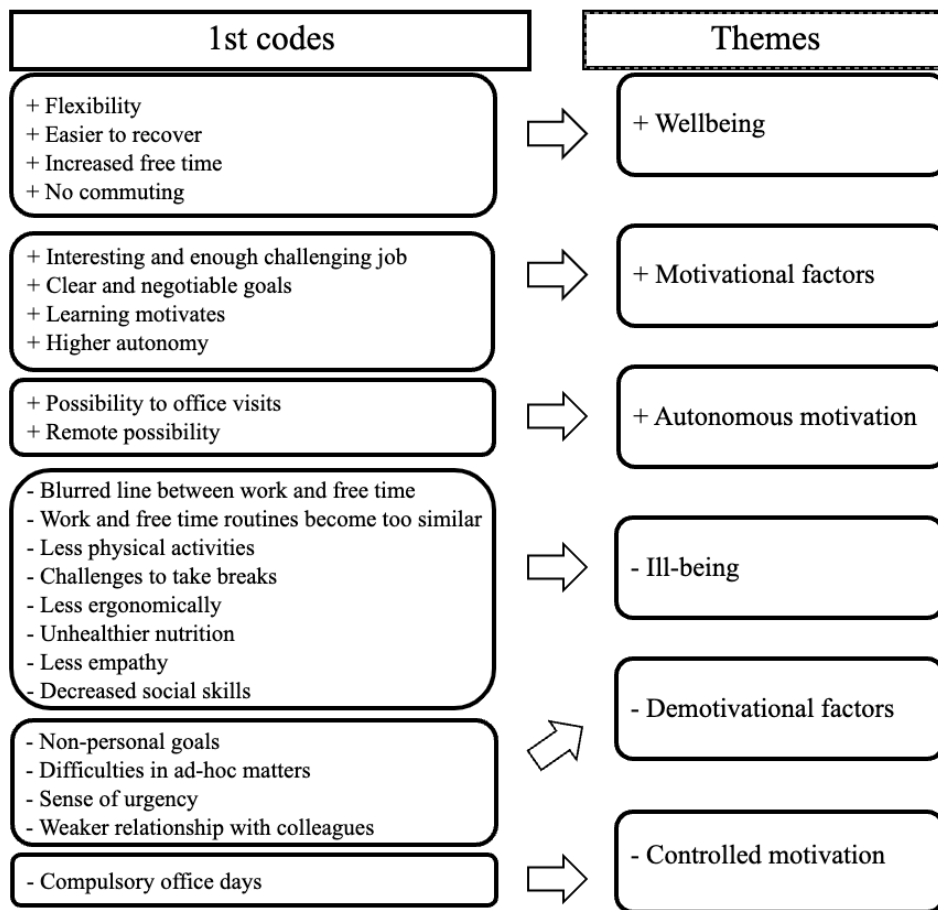 1st codes
Themes
+ Flexibility
+ Easier to recover
+ Increased free time
+ No commuting
+ Wellbeing
+ Interesting and enough challenging job
+ Clear and negotiable goals
+ Learning motivates
+ Higher autonomy
+ Motivational factors
+ Possibility to office visits
+ Remote possibility
+ Autonomous motivation
- Blurred line between work and free time
- Work and free time routines become too similar
- Less physical activities
- Challenges to take breaks
- Less ergonomically
- Unhealthier nutrition
- Less empathy
- Decreased social skills
- Ill-being
- Non-personal goals
- Difficulties in ad-hoc matters
- Sense of urgency
- Weaker relationship with colleagues
- Demotivational factors
- Compulsory office days
- Controlled motivation